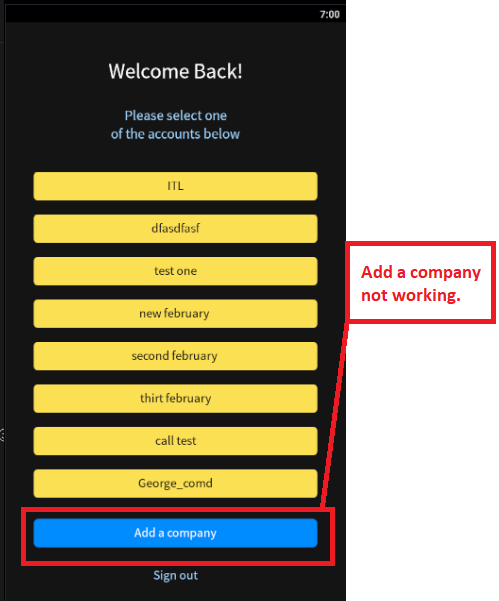 7:00
Welcome Back!
Please select one
of the accounts below
ITL
dfasdfasf
test one
new february
second february
thirt february
call test
George_comd
Add a company
Sign out
Add a company
not working.